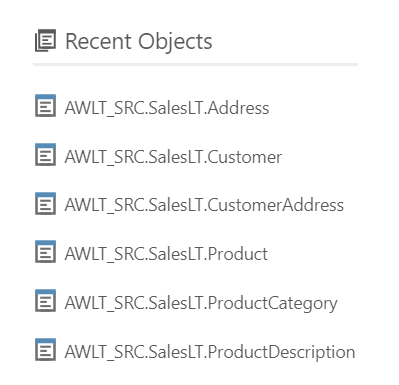 Recent Objects
AWLT_SRC.SalesLT.Address
AWLT_SRC.SalesLT.Customer
AWLT_SRC.SalesLT.CustomerAddress
AWLT_SRC.SalesLT.Product
AWLT_SRC.SalesLT.ProductCategory
AWLT_SRC.SalesLT.ProductDescription